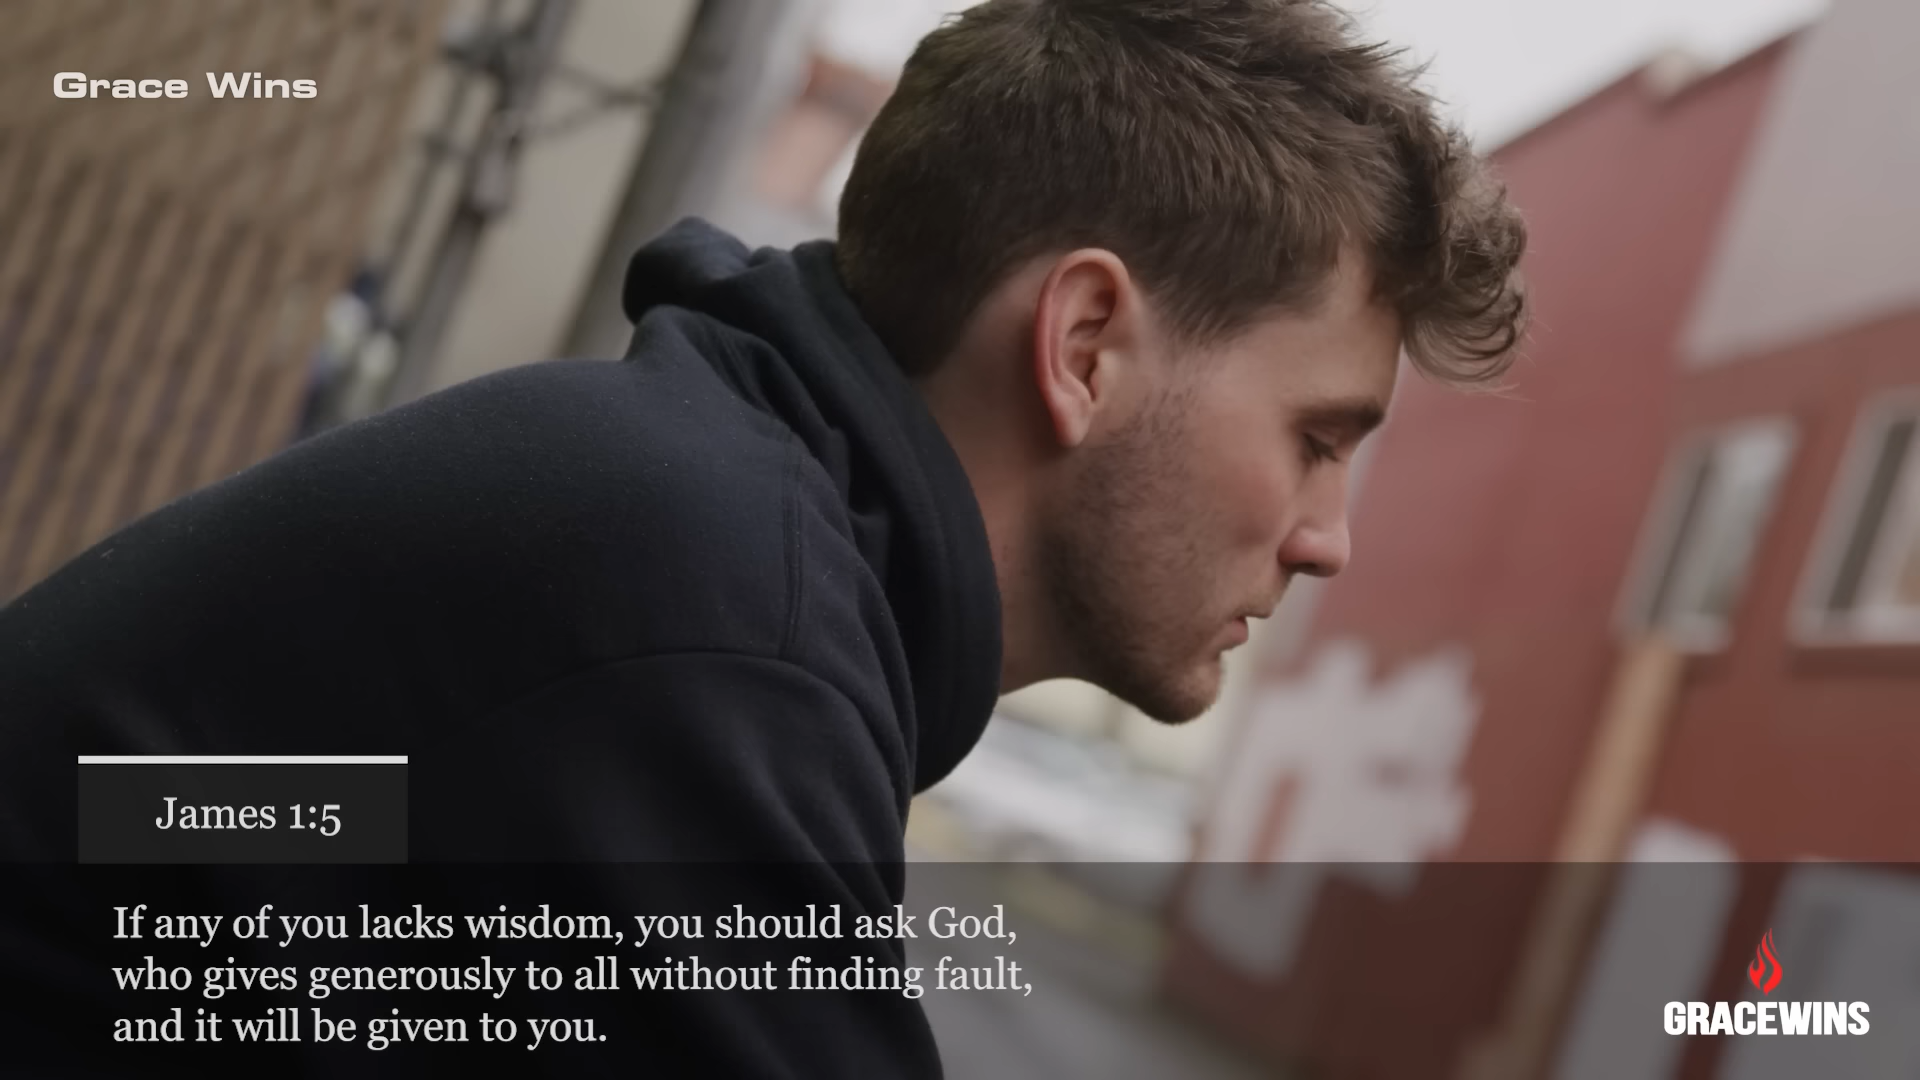 Grace Wins
James 1:5
If any of you lacks wisdom, you should ask God,
who gives generously to all without finding fault,
and it will be given to you.
GRACEWINS